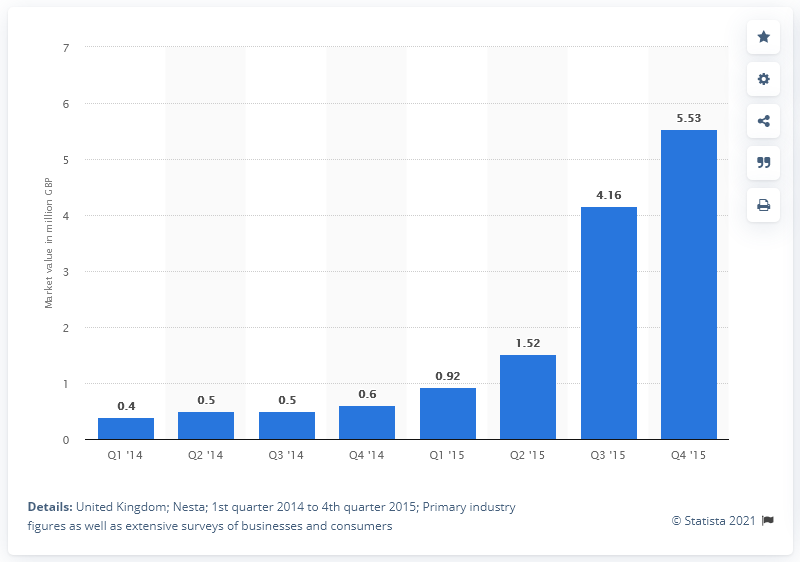 7
6
5
4
3
2
1
0
Market value in million GBP
0.4
0.5
0.5
0.6
0.92
1.52
4.16
5.53
Q1 '14
Q2 '14
Q3 '14
Q4 '14
Q1 '15
Q2 '15
Q3 '15
Q4 '15
Details: United Kingdom; Nesta; 1st quarter 2014 to 4th quarter 2015; Primary industry
figures as well as extensive surveys of businesses and consumers
© Statista 2021